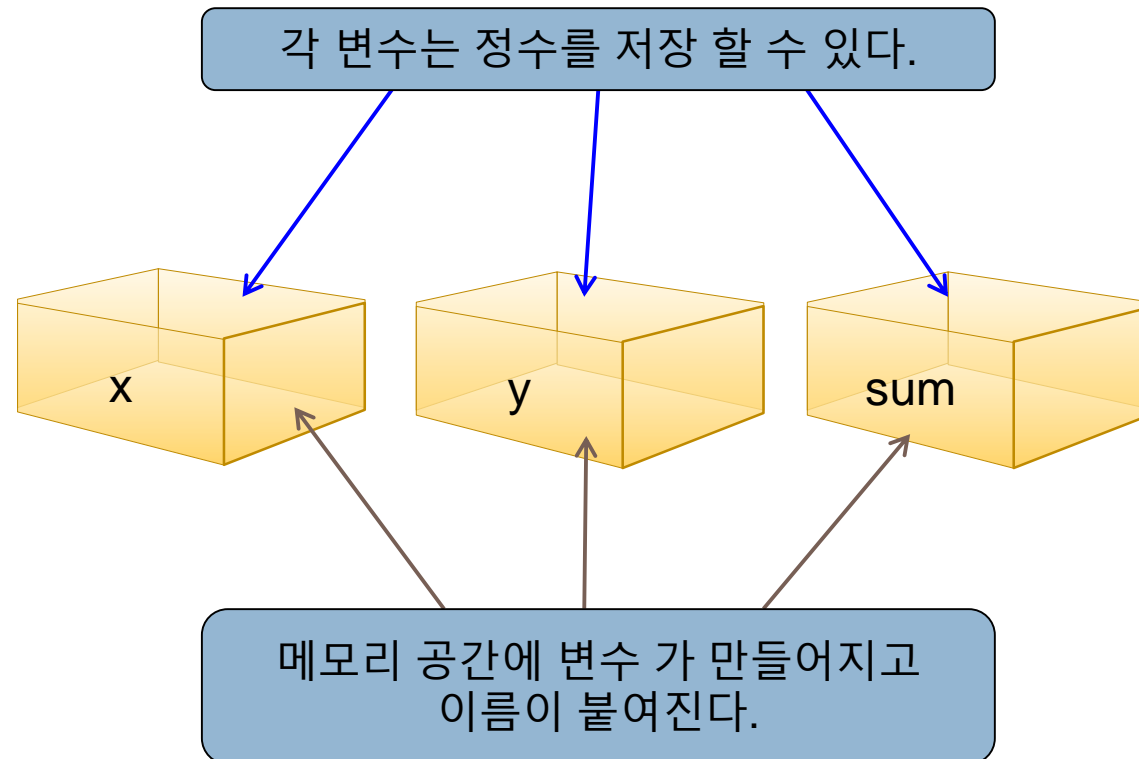 각 변수는 정수를 저장 할 수 있다.
x
y
sum
메모리 공간에 변수 가 만들어지고
이름이 붙여진다.